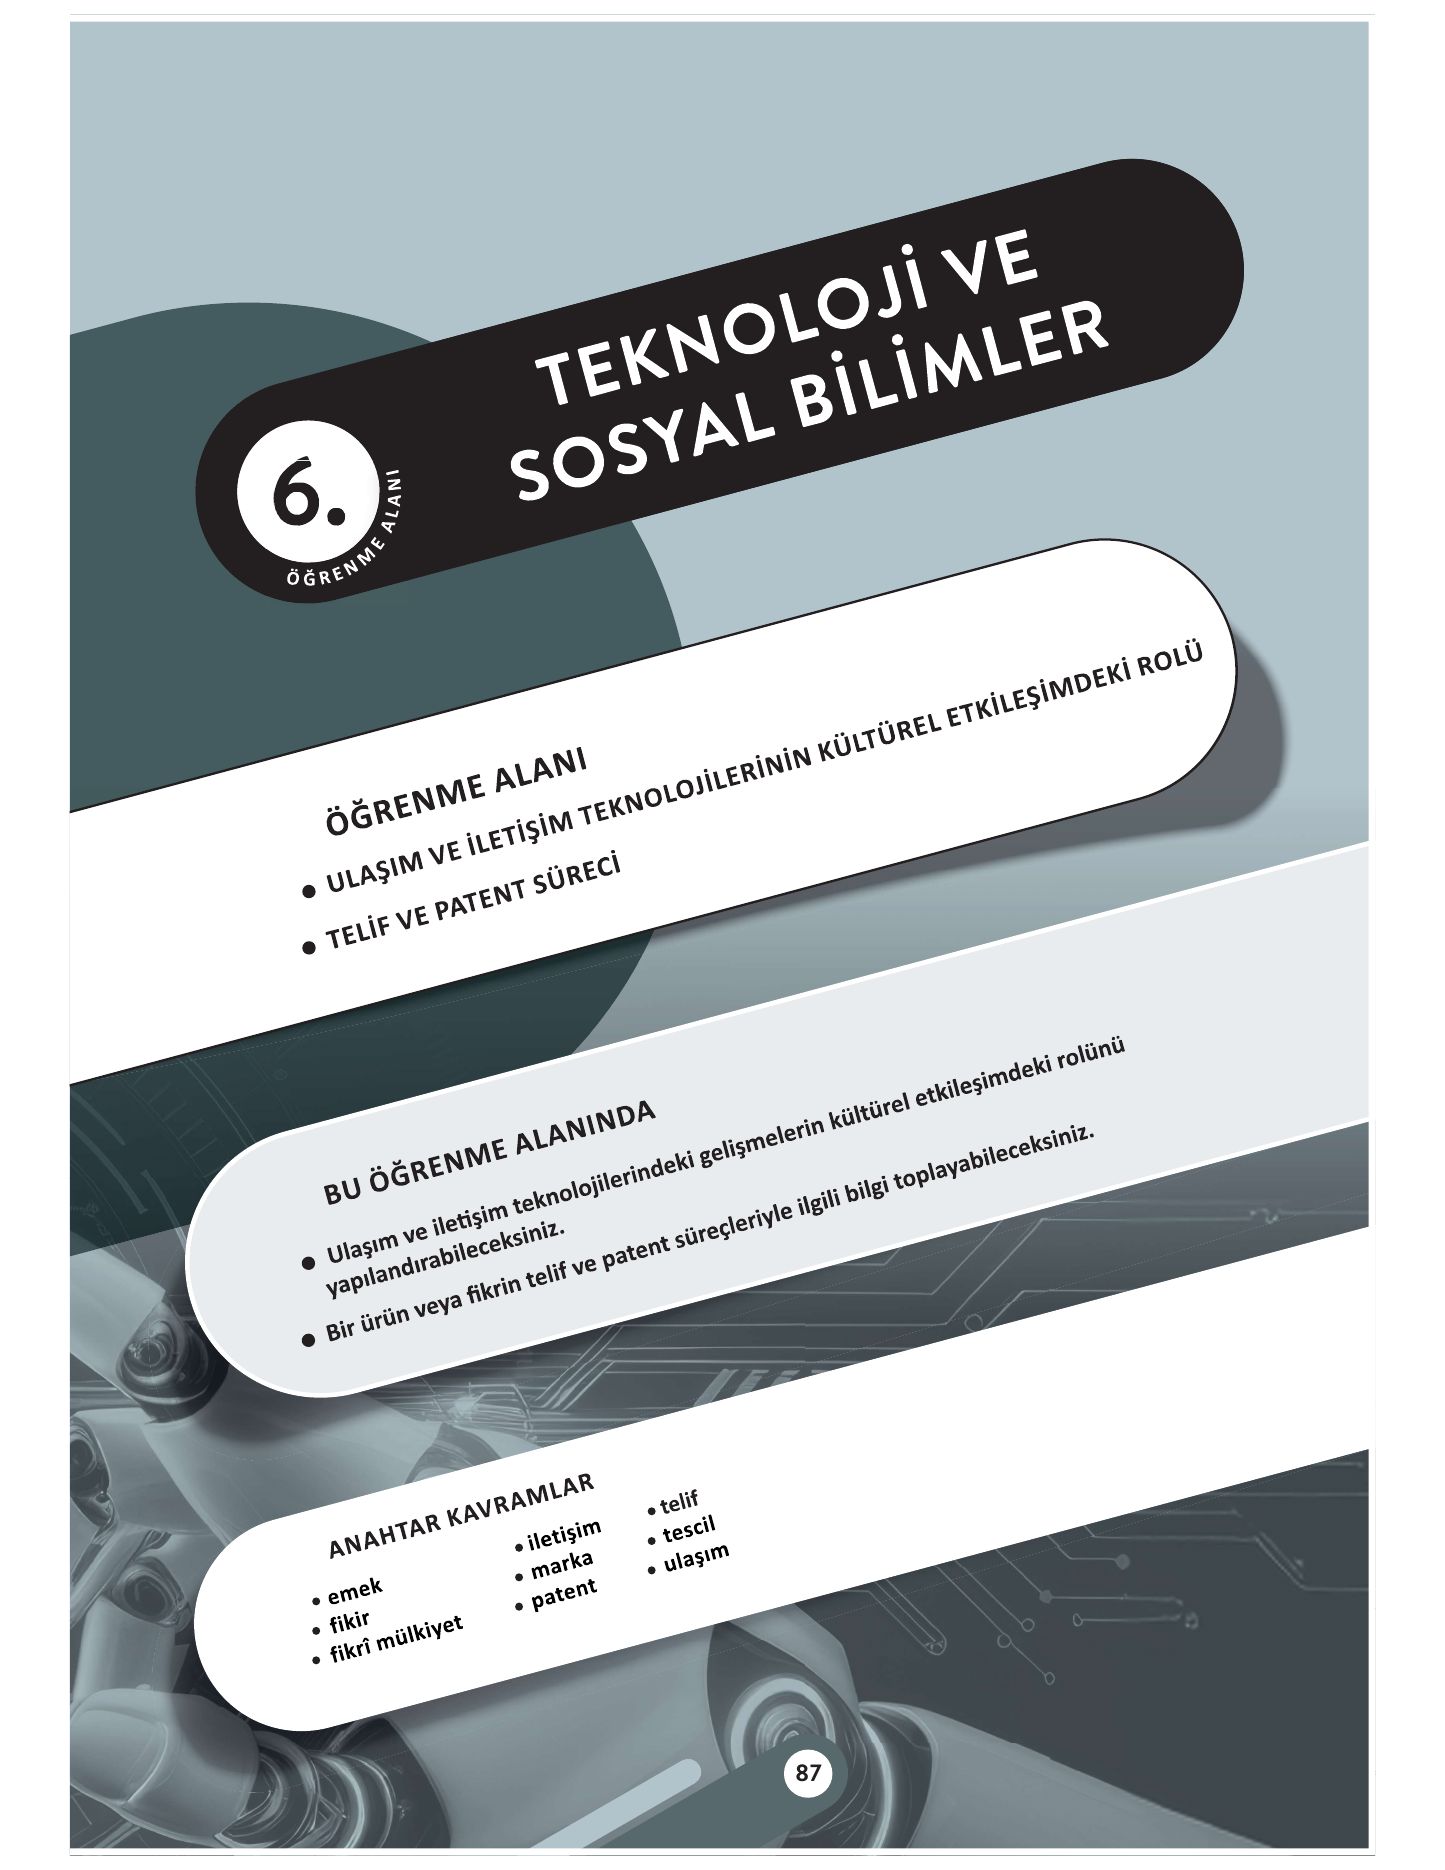 TEKNOLOJİ VE
SOSYAL BİLİMLER
6.
ÖĞRENME ALANI
ÖĞRENME ALANI
● ULAŞIM VE İLETİŞİM TEKNOLOJİLERİNİN KÜLTÜREL ETKİLEŞİMDEKİ ROLÜ
● TELİF VE PATENT SÜRECİ
BU ÖĞRENME ALANINDA
● Ulaşım ve iletişim teknolojilerindeki gelişmelerin kültürel etkileşimdeki rolünü
yapılandırabileceksiniz.
● Bir ürün veya fikrin telif ve patent süreçleriyle ilgili bilgi toplayabileceksiniz.
ANAHTAR KAVRAMLAR
• emek
• fikir
• fikrî mülkiyet
• iletişim
• marka
• patent
• telif
• tescil
• ulaşım
87